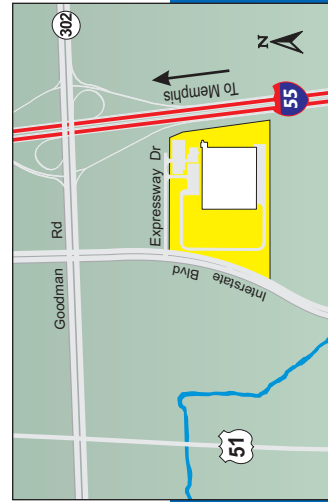 302
N
To Memphis
55
Expressway Dr
Goodman Rd
Interstate Blvd
51